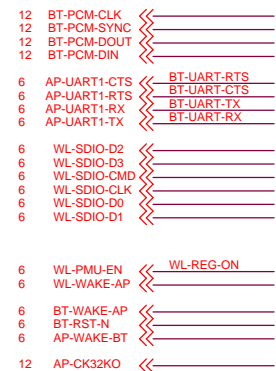 12 BT-PCM-CLK
12 BT-PCM-SYNC
12 BT-PCM-DOUT
12 BT-PCM-DIN
6 AP-UART1-CTS BT-UART-RTS
6 AP-UART1-RTS BT-UART-CTS
6 AP-UART1-RX BT-UART-TX
6 AP-UART1-TX BT-UART-RX
6 WL-SDIO-D2
6 WL-SDIO-D3
6 WL-SDIO-CMD
6 WL-SDIO-CLK
6 WL-SDIO-D0
6 WL-SDIO-D1
6 WL-PMU-EN WL-REG-ON
6 WL-WAKE-AP
6 BT-WAKE-AP
6 BT-RST-N
6 AP-WAKE-BT
12 AP-CK32KO